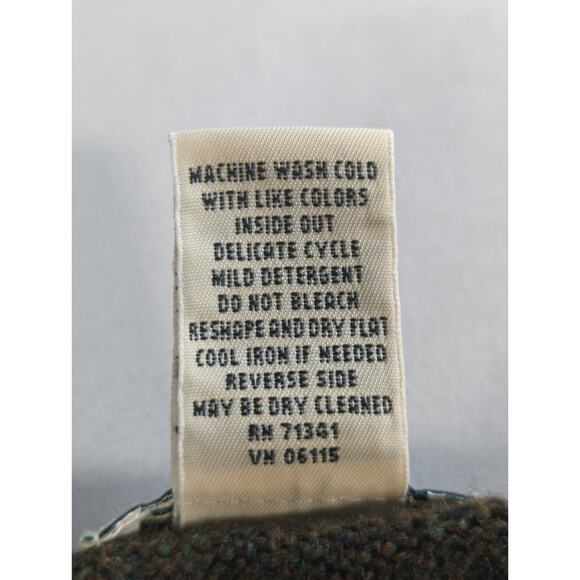 MACHINE WASH COLD
WITH LIKE COLORS
INSIDE OUT
DELICATE CYCLE
MILD DETERGENT
DO NOT BLEACH
RESHAPE AND DRY FLAT
COOL IRON IF NEEDED
REVERSE SIDE
MAY BE DRY CLEANED
RN 71341
VN 06115